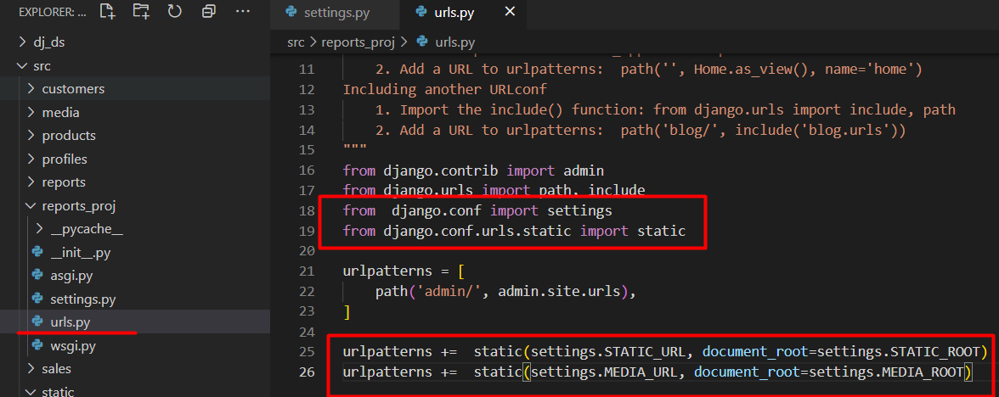 EXPLORER: ...
dj_ds
src
customers
media
products
profiles
reports
reports_proj
__pycache__
__init__.py
asgi.py
settings.py
urls.py
wsgi.py
sales
static
settings.py
urls.py
src > reports_proj > urls.py
11 2. Add a URL to urlpatterns:  path('', Home.as_view(), name='home')
12 Including another URLconf
13 1. Import the include() function: from django.urls import include, path
14 2. Add a URL to urlpatterns:  path('blog/', include('blog.urls'))
15 """
16 from django.contrib import admin
17 from django.urls import path, include
18 from  django.conf import settings
19 from django.conf.urls.static import static
20
21 urlpatterns = [
22 path('admin/', admin.site.urls),
23 ]
24
25 urlpatterns +=  static(settings.STATIC_URL, document_root=settings.STATIC_ROOT)
26 urlpatterns +=  static(settings.MEDIA_URL, document_root=settings.MEDIA_ROOT)